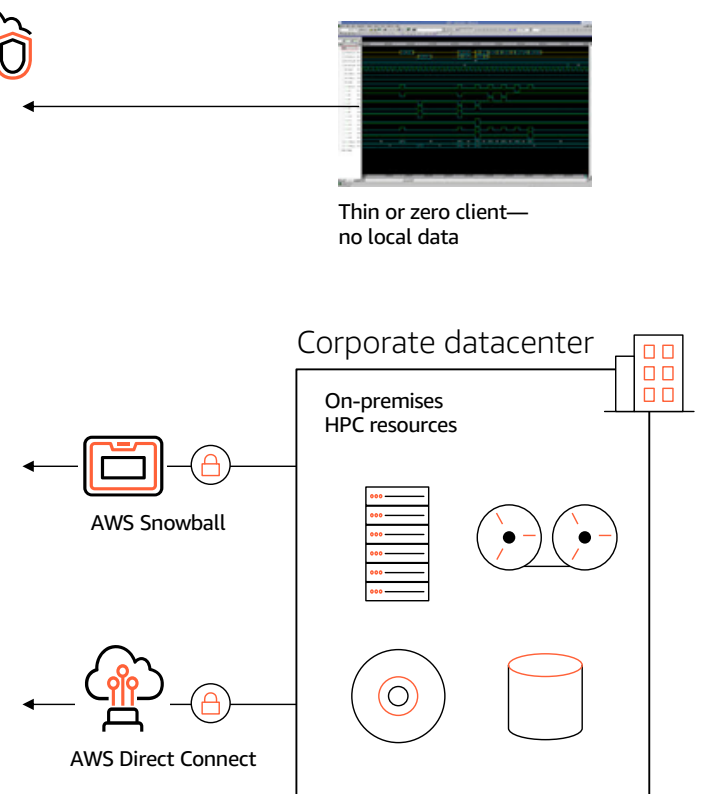 Thin or zero client—
no local data
Corporate datacenter
On-premises
HPC resources
AWS Snowball
AWS Direct Connect